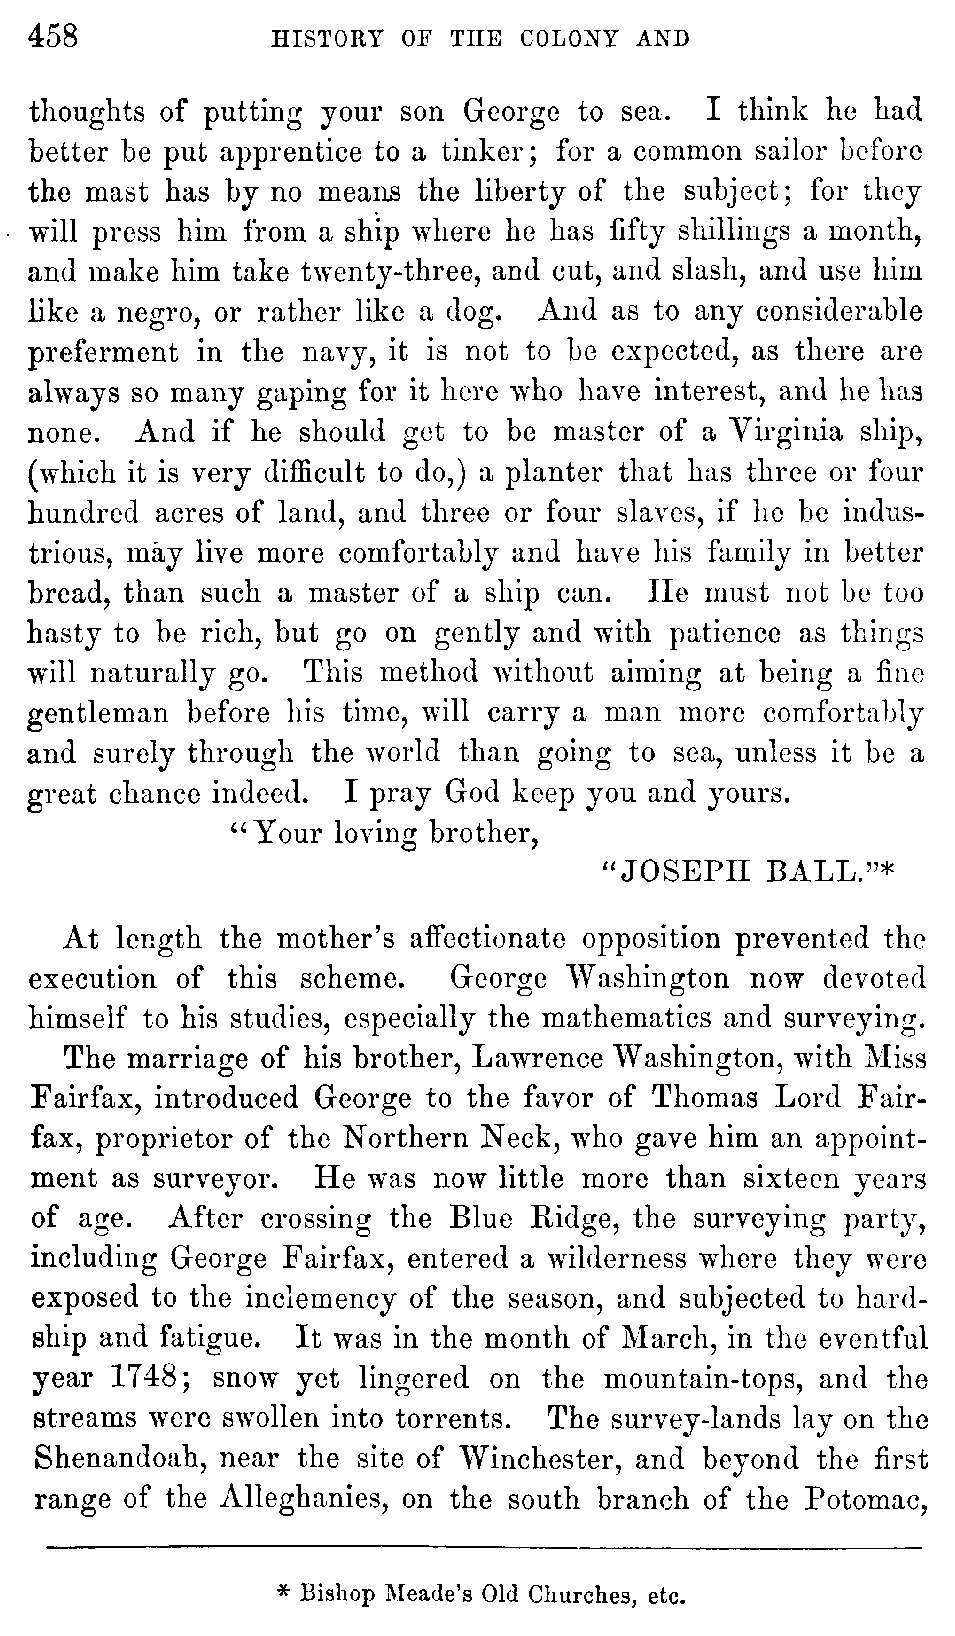 458 HISTORY OF THE COLONY AND
thoughts of putting your son George to sea. I think he had
better be put apprentice to a tinker; for a common sailor before
the mast has by no means the liberty of the subject; for they
will press him from a ship where he has fifty shillings a month,
and make him take twenty-three, and cut, and slash, and use him
like a negro, or rather like a dog. And as to any considerable
preferment in the navy, it is not to be expected, as there are
always so many gaping for it here who have interest, and he has
none. And if he should get to be master of a Virginia ship,
(which it is very difficult to do,) a planter that has three or four
hundred acres of land, and three or four slaves, if he be indus-
trious, may live more comfortably and have his family in better
bread, than such a master of a ship can. He must not be too
hasty to be rich, but go on gently and with patience as things
will naturally go. This method without aiming at being a fine
gentleman before his time, will carry a man more comfortably
and surely through the world than going to sea, unless it be a
great chance indeed. I pray God keep you and yours.
"Your loving brother,
"JOSEPH BALL."*
At length the mother's affectionate opposition prevented the
execution of this scheme. George Washington now devoted
himself to his studies, especially the mathematics and surveying.
The marriage of his brother, Lawrence Washington, with Miss
Fairfax, introduced George to the favor of Thomas Lord Fair-
fax, proprietor of the Northern Neck, who gave him an appoint-
ment as surveyor. He was now little more than sixteen years
of age. After crossing the Blue Ridge, the surveying party,
including George Fairfax, entered a wilderness where they were
exposed to the inclemency of the season, and subjected to hard-
ship and fatigue. It was in the month of March, in the eventful
year 1748; snow yet lingered on the mountain-tops, and the
streams were swollen into torrents. The survey-lands lay on the
Shenandoah, near the site of Winchester, and beyond the first
range of the Alleghanies, on the south branch of the Potomac,
* Bishop Meade's Old Churches, etc.